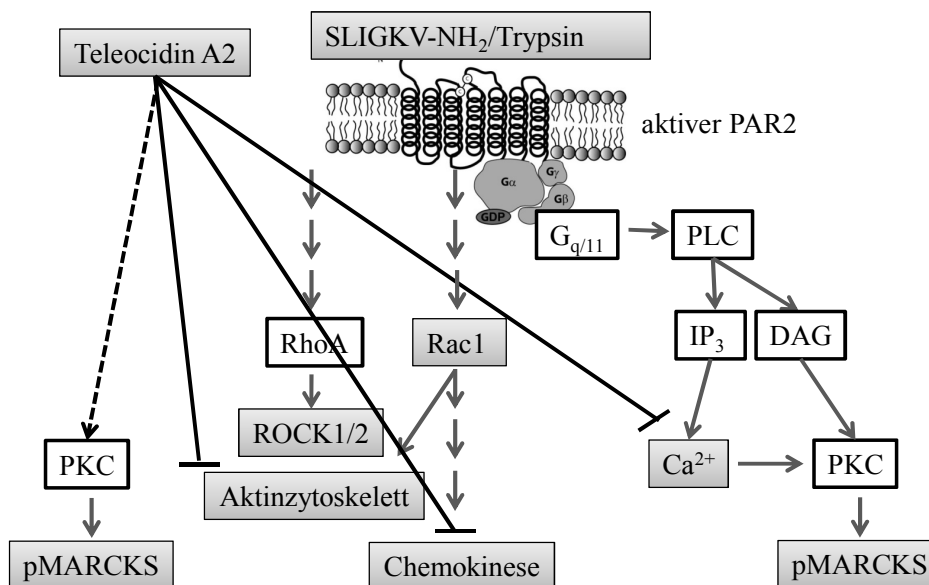 Teleocidin A2
SLIGKV-NH₂/Trypsin
C
C
aktiver PAR2
Gα
Gγ
Gβ
GDP
G q/11
PLC
RhoA
Rac1
IP₃
DAG
ROCK1/2
PKC
Aktinzytoskelett
Ca²⁺
PKC
pMARCKS
Chemokinese
pMARCKS